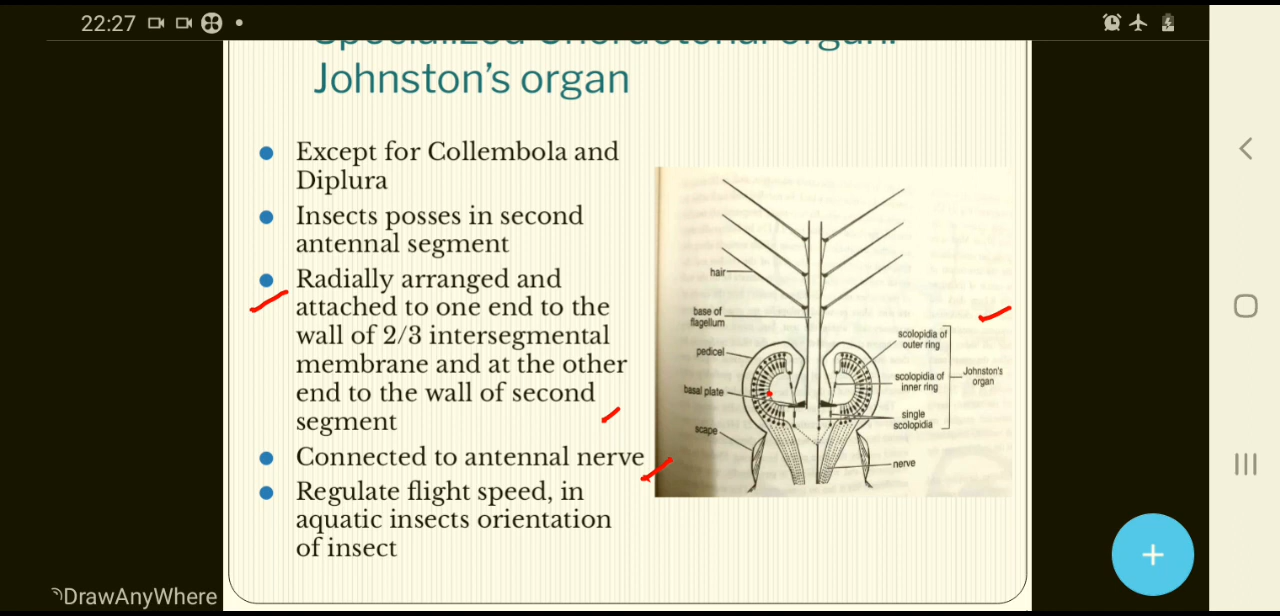 22:27
Specialized Chordotonal organ:
Johnston's organ
Except for Collembola and
Diplura
Insects posses in second
antennal segment
Radially arranged and
attached to one end to the
wall of 2/3 intersegmental
membrane and at the other
end to the wall of second
segment
Connected to antennal nerve
Regulate flight speed, in
aquatic insects orientation
of insect
hair
base of
flagellum
pedicel
basal plate
scape
scolopidia of
outer ring
scolopidia of
inner ring
single
scolopidia
Johnston's
organ
nerve
DrawAnyWhere